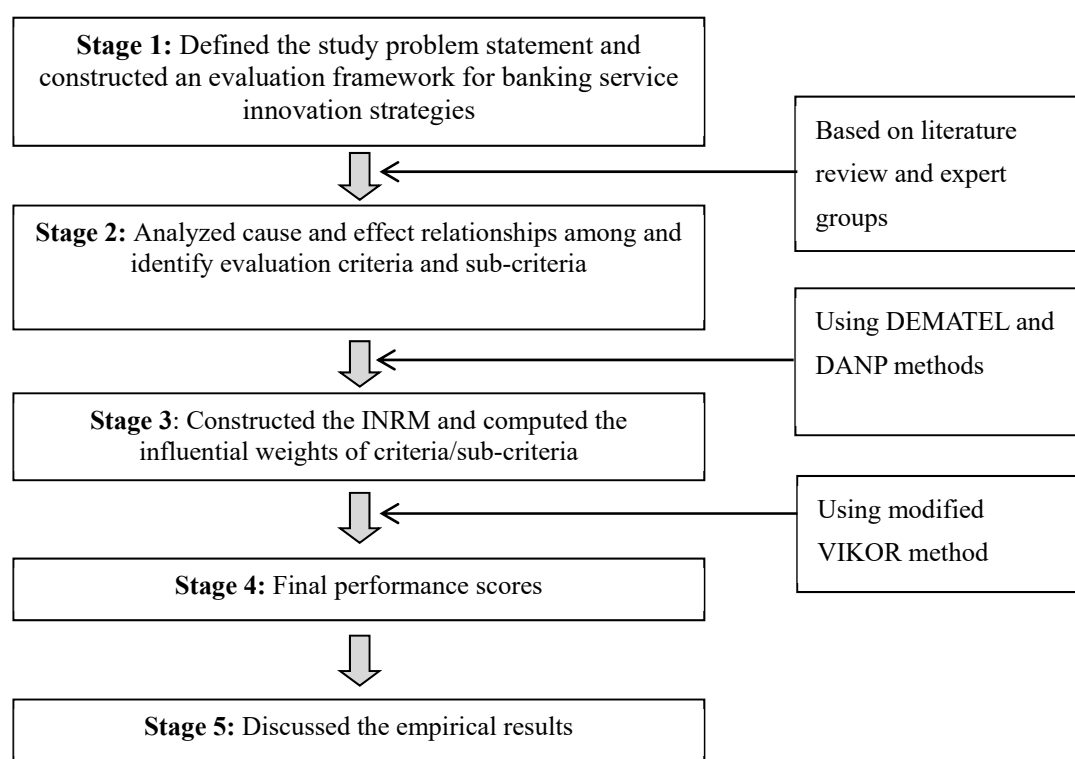 Stage 1: Defined the study problem statement and
constructed an evaluation framework for banking service
innovation strategies
Based on literature
review and expert
groups
Stage 2: Analyzed cause and effect relationships among and
identify evaluation criteria and sub-criteria
Using DEMATEL and
DANP methods
Stage 3: Constructed the INRM and computed the
influential weights of criteria/sub-criteria
Using modified
VIKOR method
Stage 4: Final performance scores
Stage 5: Discussed the empirical results